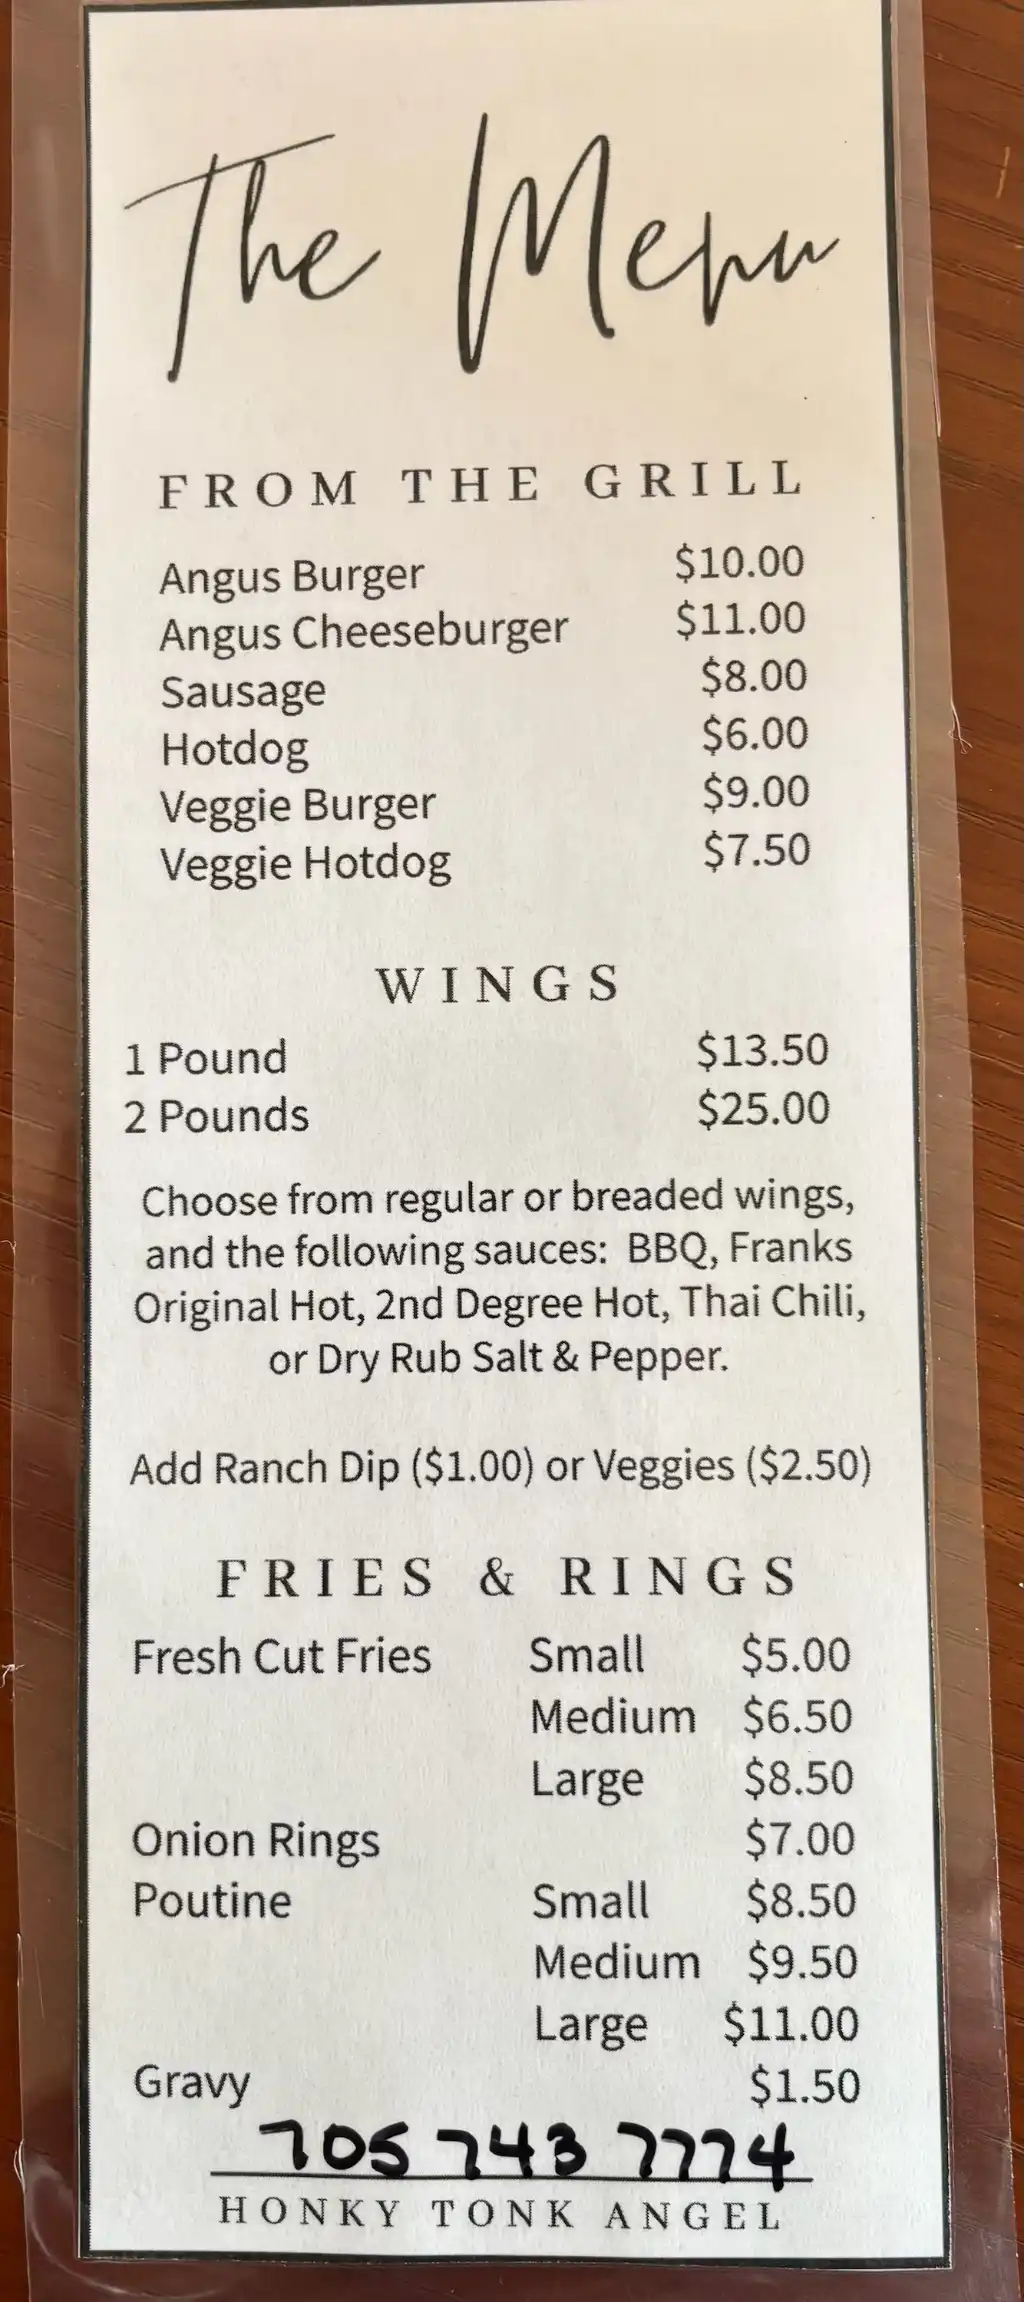 The Menu
FROM THE GRILL
Angus Burger $10.00
Angus Cheeseburger $11.00
Sausage $8.00
Hotdog $6.00
Veggie Burger $9.00
Veggie Hotdog $7.50
WINGS
1 Pound $13.50
2 Pounds $25.00
Choose from regular or breaded wings,
and the following sauces: BBQ, Franks
Original Hot, 2nd Degree Hot, Thai Chili,
or Dry Rub Salt & Pepper.
Add Ranch Dip ($1.00) or Veggies ($2.50)
FRIES & RINGS
Fresh Cut Fries Small $5.00
Medium $6.50
Large $8.50
Onion Rings $7.00
Poutine Small $8.50
Medium $9.50
Large $11.00
Gravy $1.50
705 743 7774
HONKY TONK ANGEL